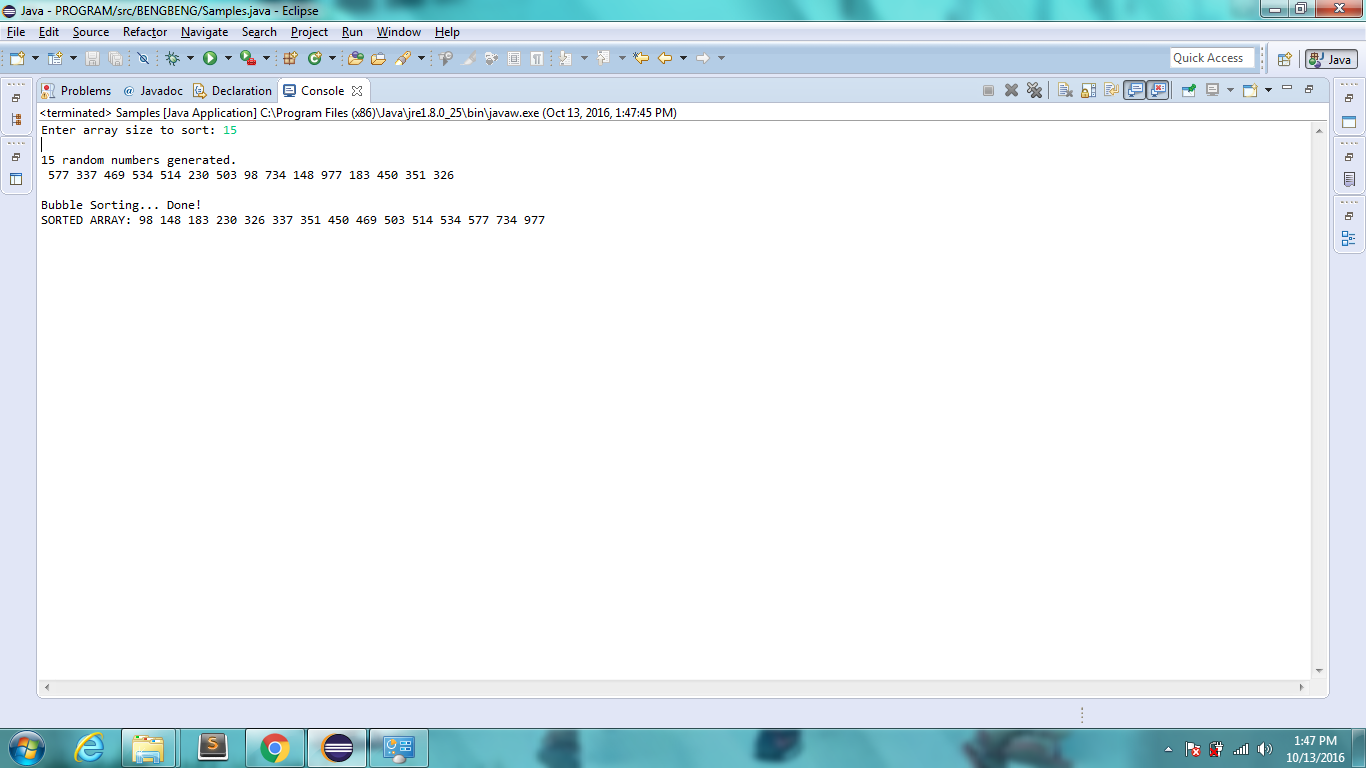 Java - PROGRAM/src/BENGBENG/Samples.java - Eclipse
File Edit Source Refactor Navigate Search Project Run Window Help
Quick Access Java
Problems @ Javadoc Declaration Console
<terminated> Samples [Java Application] C:\Program Files (x86)\Java\jre1.8.0_25\bin\javaw.exe (Oct 13, 2016, 1:47:45 PM)
Enter array size to sort: 15
15 random numbers generated.
577 337 469 534 514 230 503 98 734 148 977 183 450 351 326
Bubble Sorting... Done!
SORTED ARRAY: 98 148 183 230 326 337 351 450 469 503 514 534 577 734 977
1:47 PM
10/13/2016